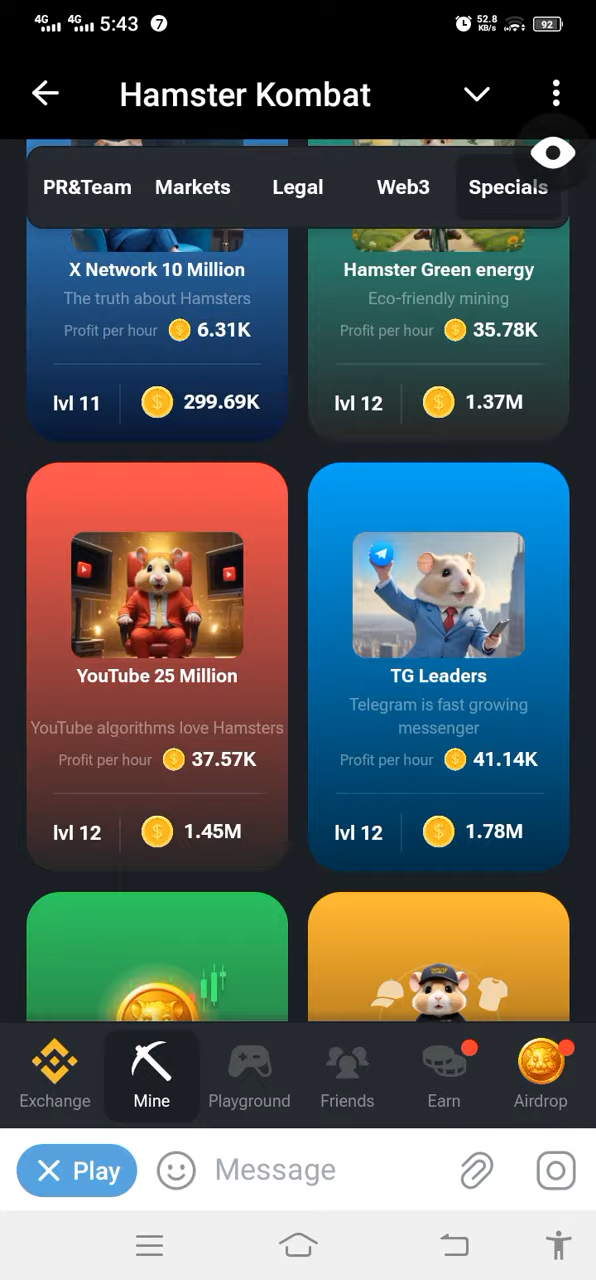 4G 4G 5:43 7 52.8 KB/s 92
Hamster Kombat
PR&Team Markets Legal Web3 Specials
X Network 10 Million
The truth about Hamsters
Profit per hour 6.31K
lvl 11 299.69K
Hamster Green energy
Eco-friendly mining
Profit per hour 35.78K
lvl 12 1.37M
YouTube 25 Million
YouTube algorithms love Hamsters
Profit per hour 37.57K
lvl 12 1.45M
TG Leaders
Telegram is fast growing
messenger
Profit per hour 41.14K
lvl 12 1.78M
Exchange Mine Playground Friends Earn Airdrop
Play Message